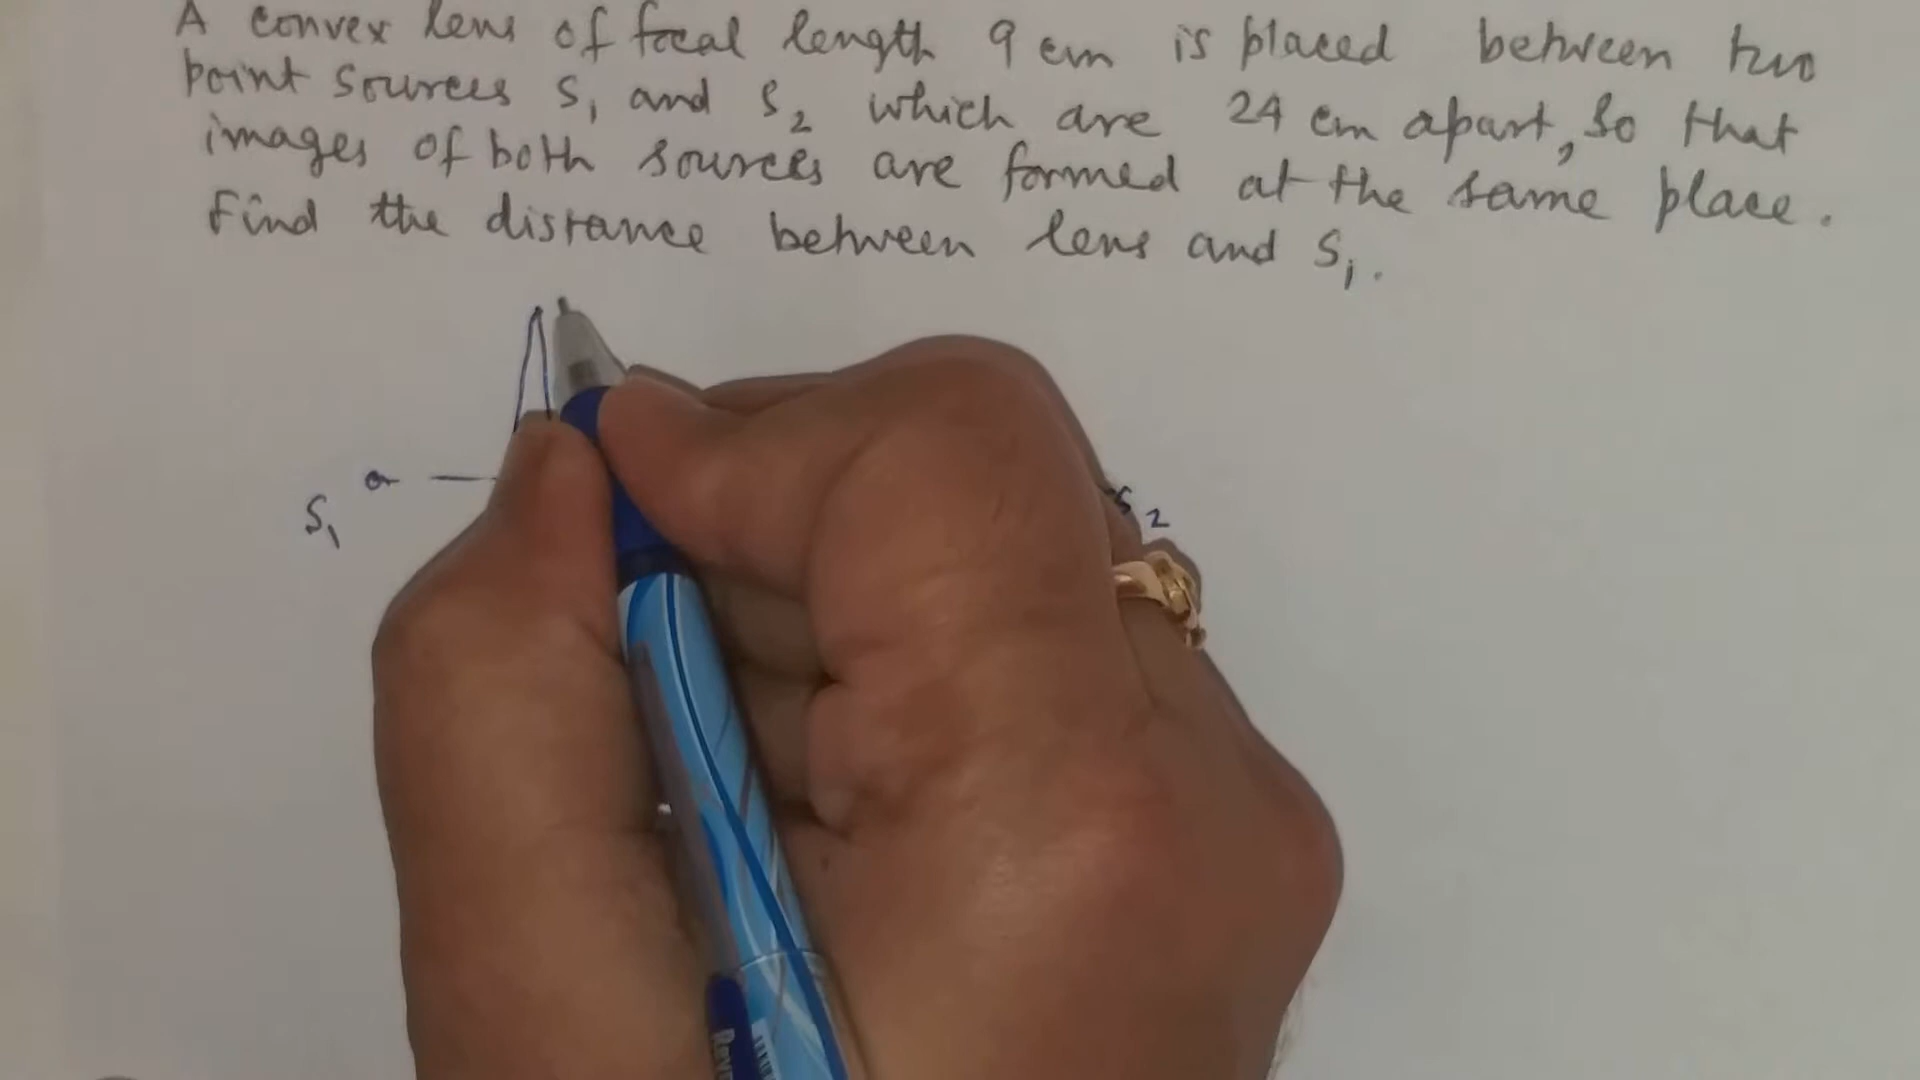 A convex lens of focal length 9 cm is placed between two
point sources S₁ and S₂ which are 24 cm apart, so that
images of both sources are formed at the same place.
Find the distance between lens and S₁.
S₁
S₂